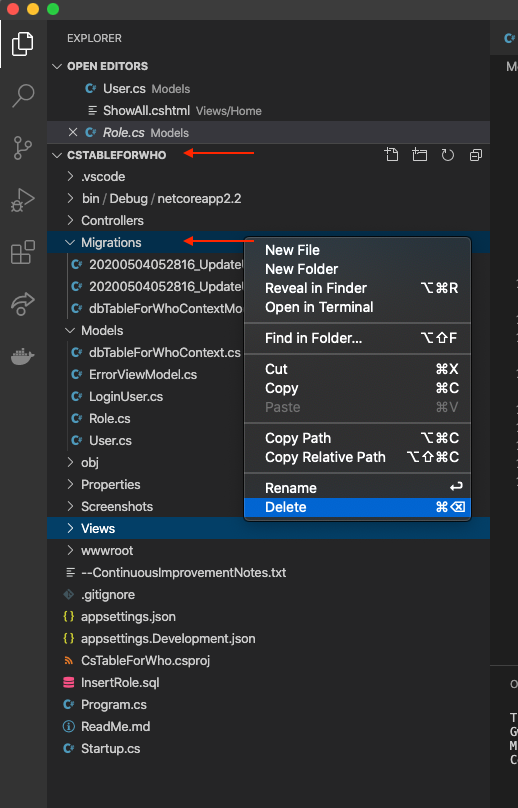 EXPLORER
OPEN EDITORS
User.cs Models
ShowAll.cshtml Views/Home
Role.cs Models
CSTABLEFORWHO
.vscode
bin / Debug / netcoreapp2.2
Controllers
Migrations
20200504052816_Update
20200504052816_Update
dbTableForWhoContextMo
Models
dbTableForWhoContext.cs
ErrorViewModel.cs
LoginUser.cs
Role.cs
User.cs
obj
Properties
Screenshots
Views
wwwroot
--ContinuousImprovementNotes.txt
.gitignore
appsettings.json
appsettings.Development.json
CsTableForWho.csproj
InsertRole.sql
Program.cs
ReadMe.md
Startup.cs
New File
New Folder
Reveal in Finder ⌥⌘R
Open in Terminal
Find in Folder... ⌥⇧F
Cut ⌘X
Copy ⌘C
Paste ⌘V
Copy Path ⌥⌘C
Copy Relative Path ⌥⇧⌘C
Rename ↩
Delete ⌘⌫